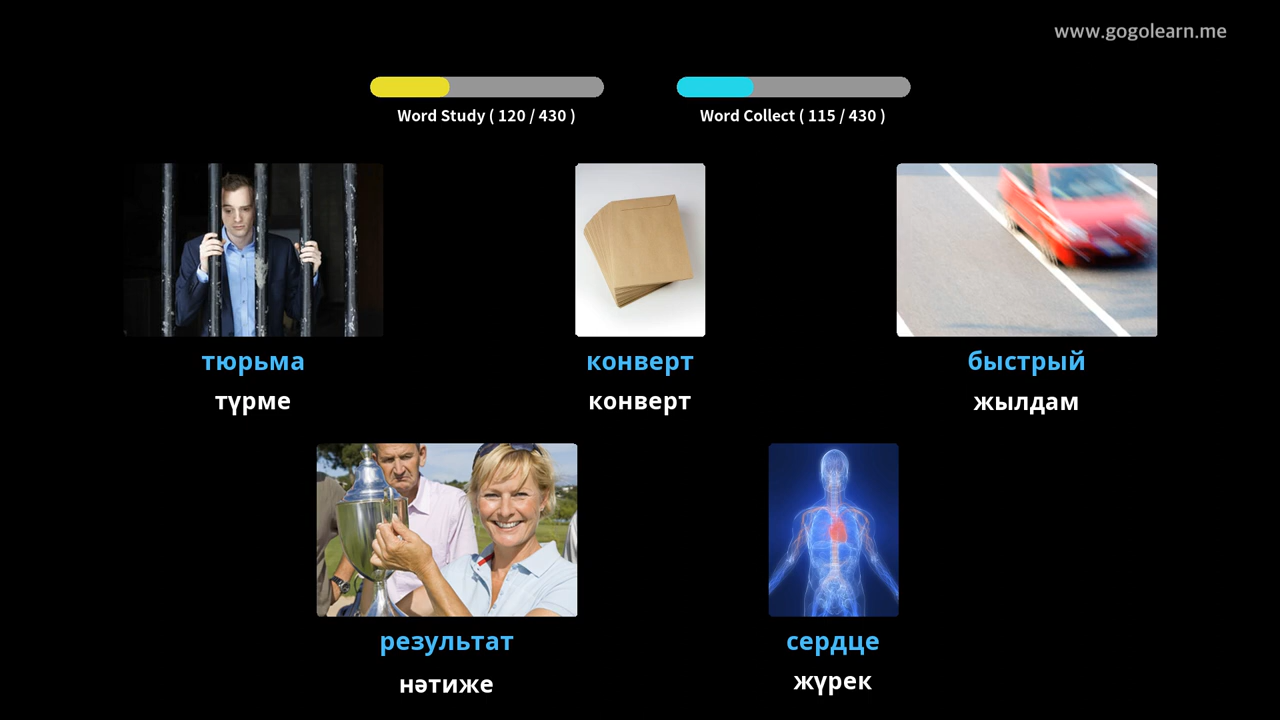 www.gogolearn.me
Word Study ( 120 / 430 )
Word Collect ( 115 / 430 )
тюрьма
түрме
конверт
конверт
быстрый
жылдам
результат
нәтиже
сердце
жүрек